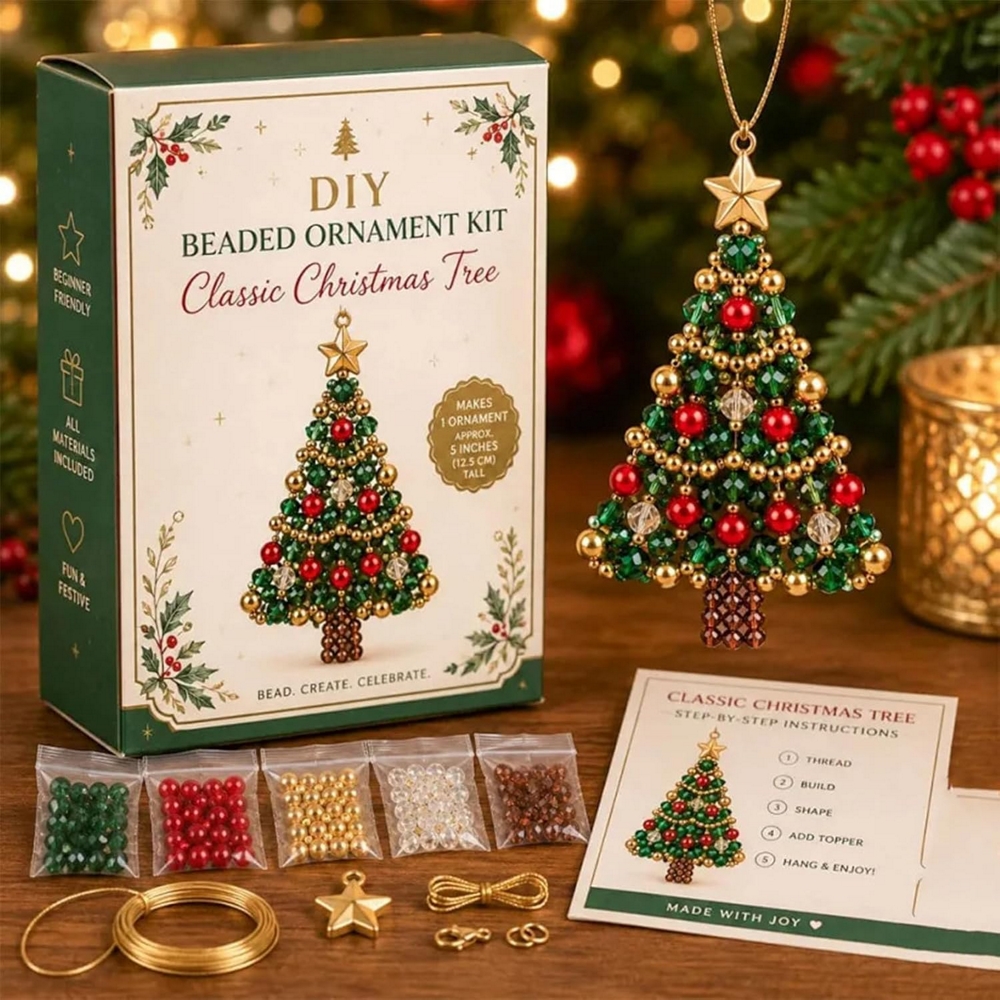 DIY
BEADED ORNAMENT KIT
Classic Christmas Tree
MAKES
1 ORNAMENT
APPROX.
5 INCHES
(12.5 CM)
TALL
BEAD. CREATE. CELEBRATE.
BEGINNER
FRIENDLY
ALL
MATERIALS
INCLUDED
FUN &
FESTIVE
CLASSIC CHRISTMAS TREE
STEP-BY-STEP INSTRUCTIONS
1 THREAD
2 BUILD
3 SHAPE
4 ADD TOPPER
5 HANG & ENJOY!
MADE WITH JOY ♥